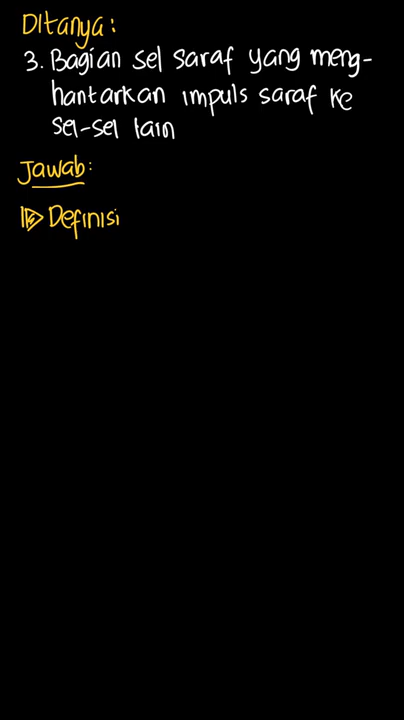 Ditanya:
3. Bagian sel saraf yang meng-
hantarkan impuls saraf ke
sel-sel lain
Jawab:
Definisi